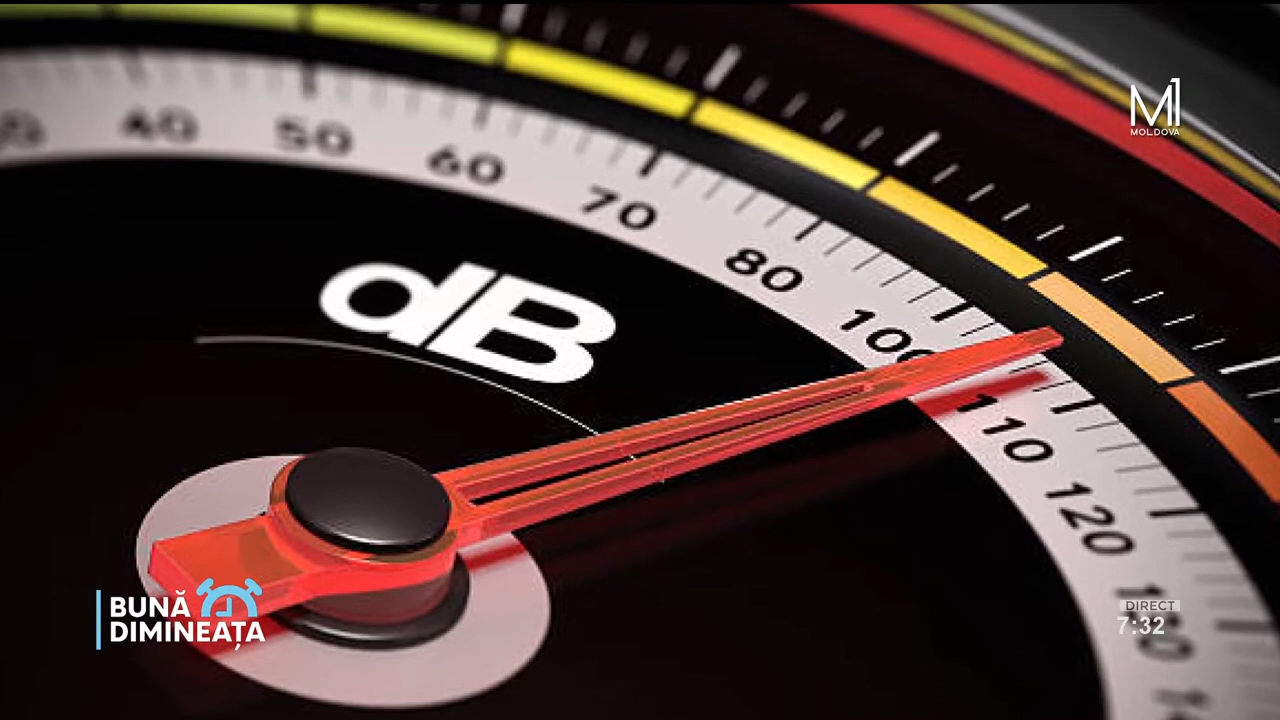 M1
MOLDOVA
40
50
60
70
80
100
110
120
dB
BUNĂ
DIMINEAȚA
DIRECT
7:32